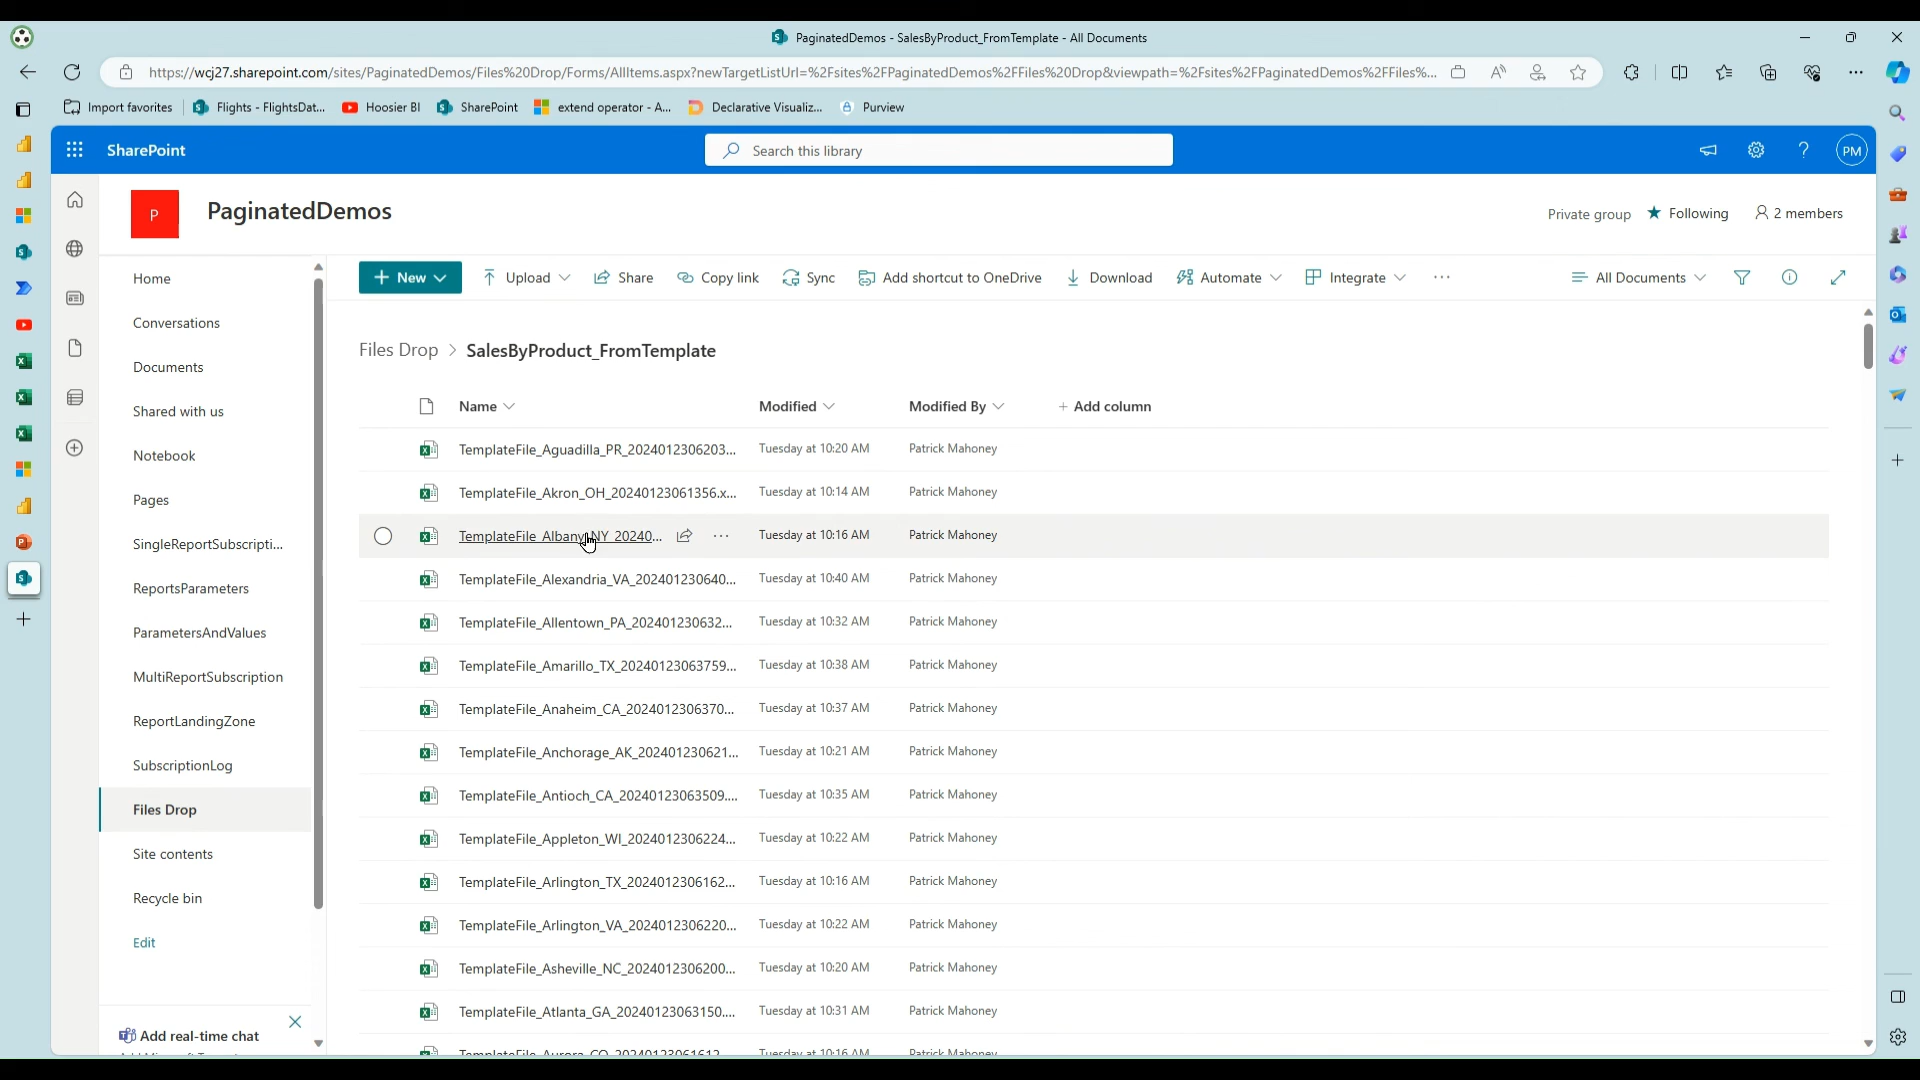 PaginatedDemos - SalesByProduct_FromTemplate - All Documents
https://wcj27.sharepoint.com/sites/PaginatedDemos/Files%20Drop/Forms/AllItems.aspx?newTargetListUrl=%2Fsites%2FPaginatedDemos%2FFiles%20Drop&viewpath=%2Fsites%2FPaginatedDemos%2FFiles%...
Import favorites Flights - FlightsDat... Hoosier BI SharePoint extend operator - A... Declarative Visualiz... Purview
SharePoint Search this library PM
P PaginatedDemos Private group Following 2 members
Home
Conversations
Documents
Shared with us
Notebook
Pages
SingleReportSubscripti...
ReportsParameters
ParametersAndValues
MultiReportSubscription
ReportLandingZone
SubscriptionLog
Files Drop
Site contents
Recycle bin
Edit
Add real-time chat
New Upload Share Copy link Sync Add shortcut to OneDrive Download Automate Integrate ... All Documents
Files Drop > SalesByProduct_FromTemplate
Name Modified Modified By + Add column
TemplateFile_Aguadilla_PR_2024012306203... Tuesday at 10:20 AM Patrick Mahoney
TemplateFile_Akron_OH_20240123061356.x... Tuesday at 10:14 AM Patrick Mahoney
TemplateFile_Albany_NY_20240... Tuesday at 10:16 AM Patrick Mahoney
TemplateFile_Alexandria_VA_202401230640... Tuesday at 10:40 AM Patrick Mahoney
TemplateFile_Allentown_PA_202401230632... Tuesday at 10:32 AM Patrick Mahoney
TemplateFile_Amarillo_TX_20240123063759... Tuesday at 10:38 AM Patrick Mahoney
TemplateFile_Anaheim_CA_2024012306370... Tuesday at 10:37 AM Patrick Mahoney
TemplateFile_Anchorage_AK_202401230621... Tuesday at 10:21 AM Patrick Mahoney
TemplateFile_Antioch_CA_20240123063509.... Tuesday at 10:35 AM Patrick Mahoney
TemplateFile_Appleton_WI_2024012306224... Tuesday at 10:22 AM Patrick Mahoney
TemplateFile_Arlington_TX_2024012306162... Tuesday at 10:16 AM Patrick Mahoney
TemplateFile_Arlington_VA_2024012306220... Tuesday at 10:22 AM Patrick Mahoney
TemplateFile_Asheville_NC_2024012306200... Tuesday at 10:20 AM Patrick Mahoney
TemplateFile_Atlanta_GA_20240123063150.... Tuesday at 10:31 AM Patrick Mahoney
TemplateFile_Aurora_CO_20240123061612... Tuesday at 10:16 AM Patrick Mahoney